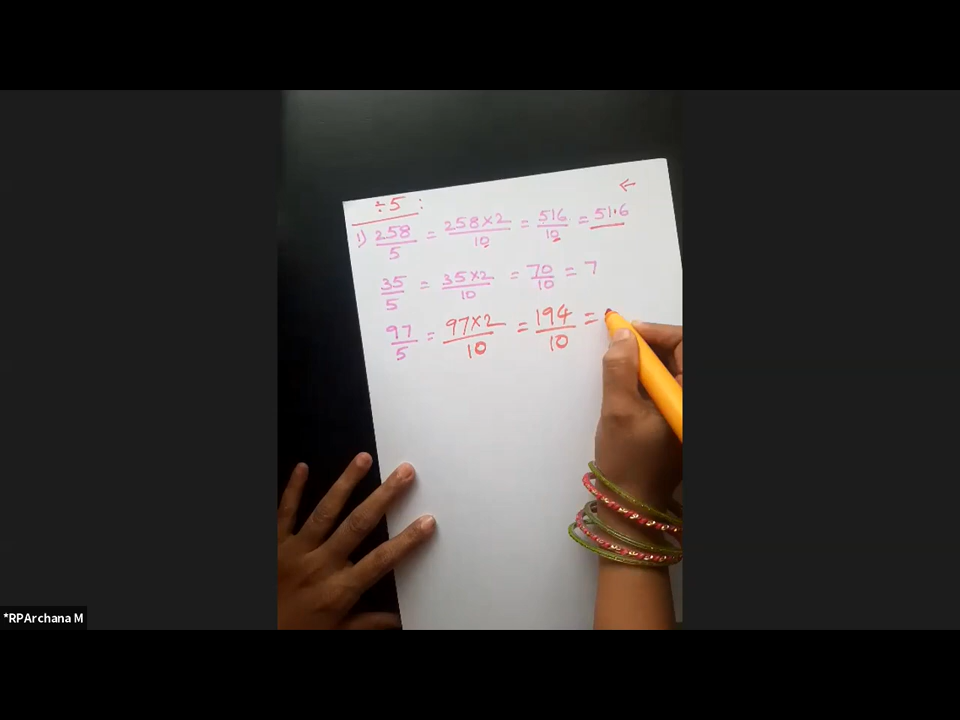 ÷5 : ←
1) 258/5 = 258×2/10 = 516/10 = 51.6
35/5 = 35×2/10 = 70/10 = 7
97/5 = 97×2/10 = 194/10 =
*RPArchana M